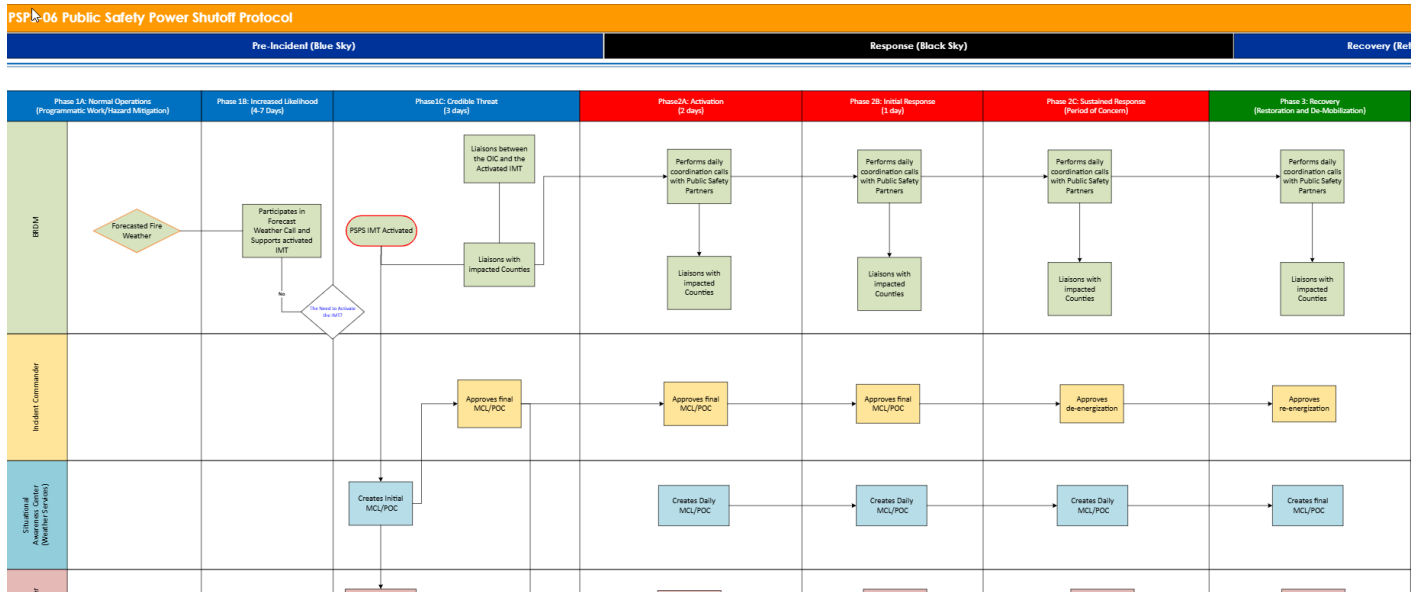 PSPS-06 Public Safety Power Shutoff Protocol
Pre-Incident (Blue Sky)
Response (Black Sky)
Recovery (Ret
Phase 1A: Normal Operations
(Programmatic Work/Hazard Mitigation)
Phase 1B: Increased Likelihood
(4-7 Days)
Phase1C: Credible Threat
(3 days)
Phase2A: Activation
(2 days)
Phase 2B: Initial Response
(1 day)
Phase 2C: Sustained Response
(Period of Concern)
Phase 3: Recovery
(Restoration and De-Mobilization)
BRDM
Forecasted Fire
Weather
Participates in
Forecast
Weather Call and
Supports activated
IMT
No
The Need to Activate
the IMT?
PSPS IMT Activated
Liaisons between
the OIC and the
Activated IMT
Liaisons with
impacted Counties
Performs daily
coordination calls
with Public Safety
Partners
Liaisons with
impacted
Counties
Performs daily
coordination calls
with Public Safety
Partners
Liaisons with
impacted
Counties
Performs daily
coordination calls
with Public Safety
Partners
Liaisons with
impacted
Counties
Performs daily
coordination calls
with Public Safety
Partners
Liaisons with
impacted
Counties
Incident Commander
Approves final
MCL/POC
Approves final
MCL/POC
Approves final
MCL/POC
Approves
de-energization
Approves
re-energization
Situational
Awareness Center
(Weather Services)
Creates Initial
MCL/POC
Creates Daily
MCL/POC
Creates Daily
MCL/POC
Creates Daily
MCL/POC
Creates final
MCL/POC